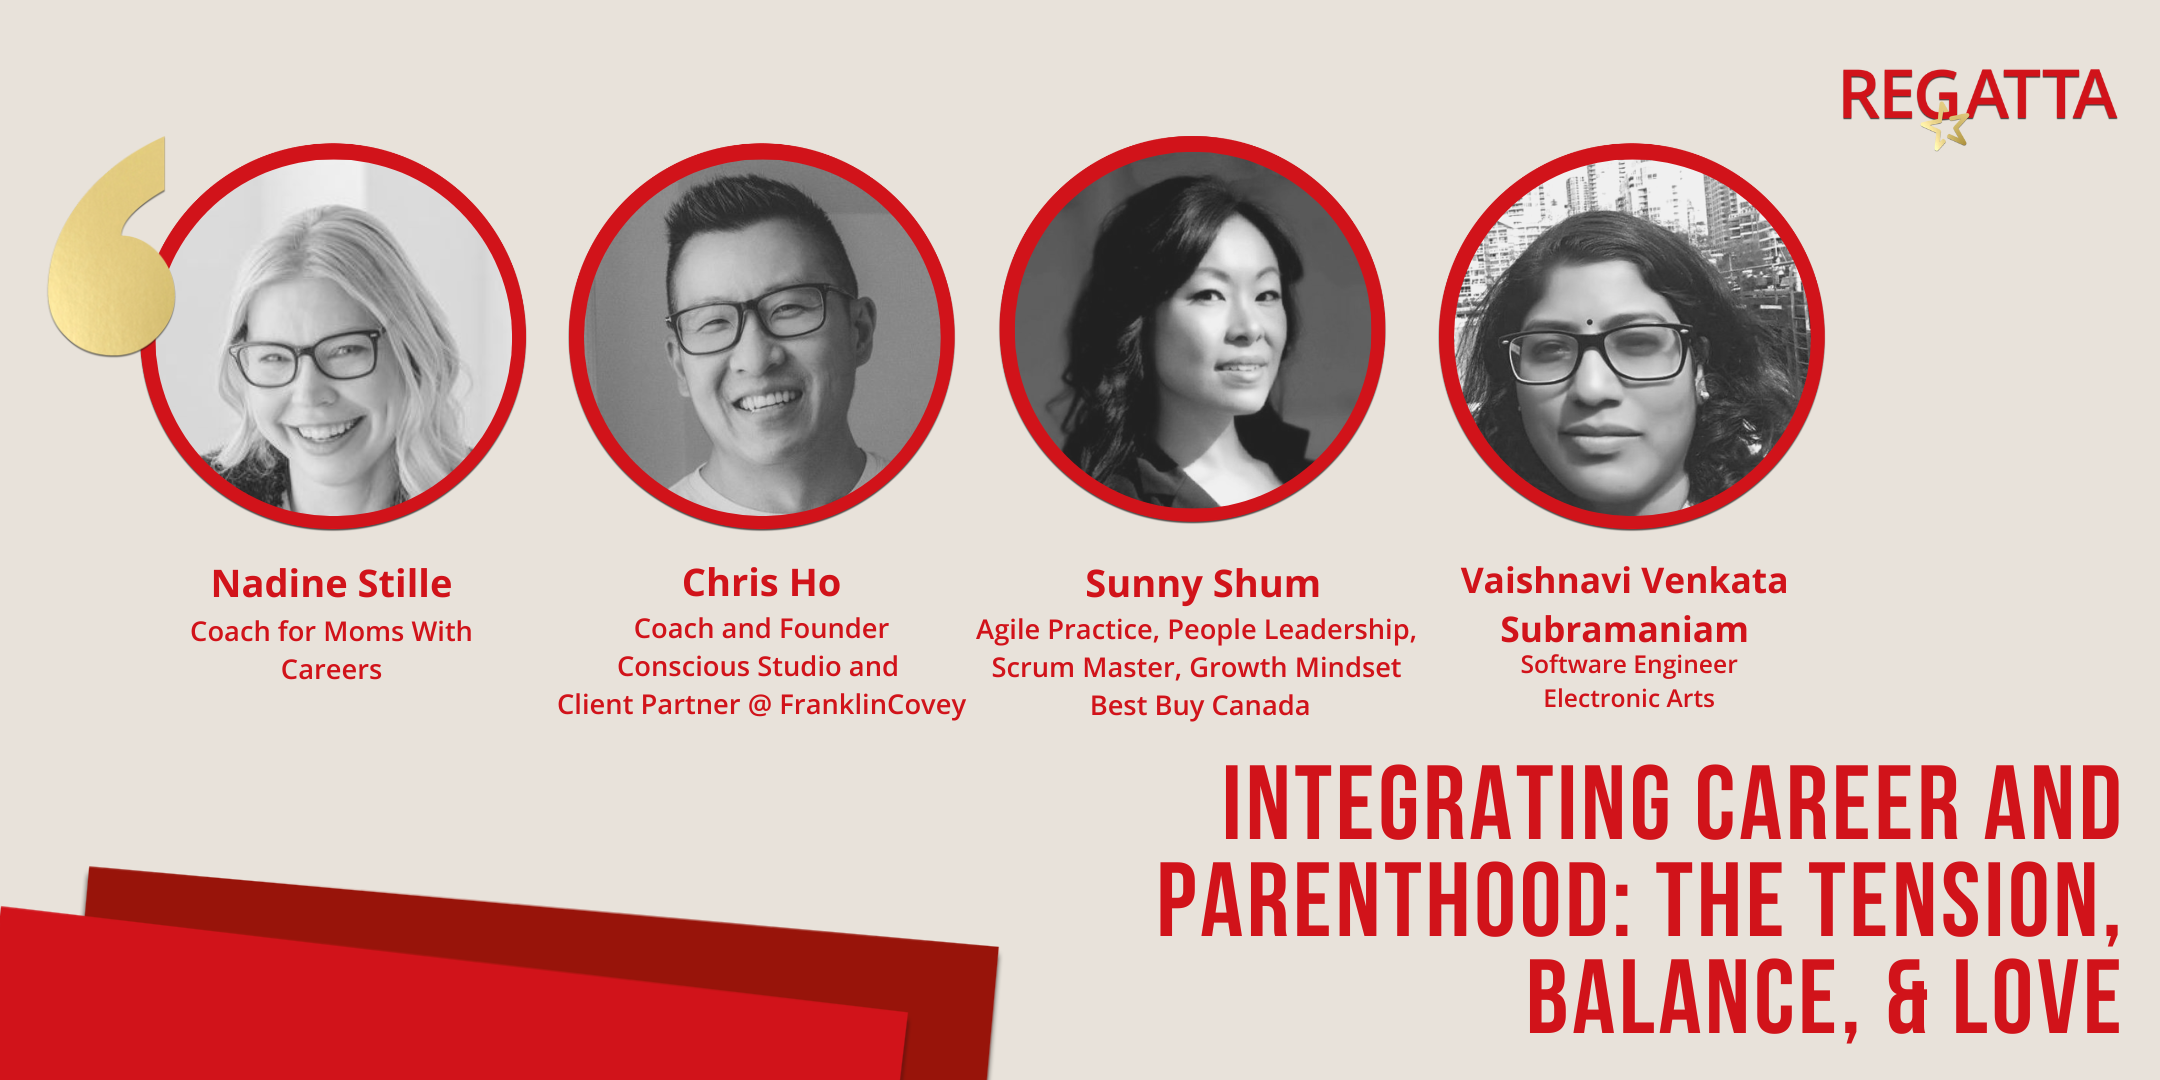 REGATTA
Nadine Stille
Coach for Moms With
Careers
Chris Ho
Coach and Founder
Conscious Studio and
Client Partner @ FranklinCovey
Sunny Shum
Agile Practice, People Leadership,
Scrum Master, Growth Mindset
Best Buy Canada
Vaishnavi Venkata
Subramaniam
Software Engineer
Electronic Arts
INTEGRATING CAREER AND
PARENTHOOD: THE TENSION,
BALANCE, & LOVE